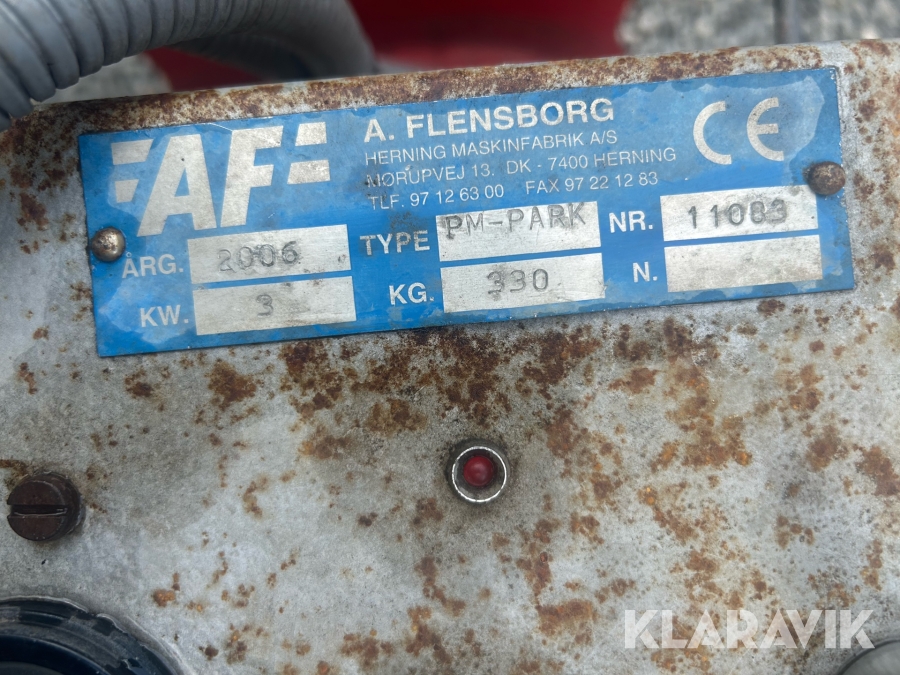 AF
A. FLENSBORG
HERNING MASKINFABRIK A/S
MØRUPVEJ 13. DK - 7400 HERNING
TLF. 97 12 63 00 FAX 97 22 12 83
CE
ÅRG. 2006 TYPE PM-PARK NR. 11083
KW. 3 KG. 330 N.
KLARAVIK